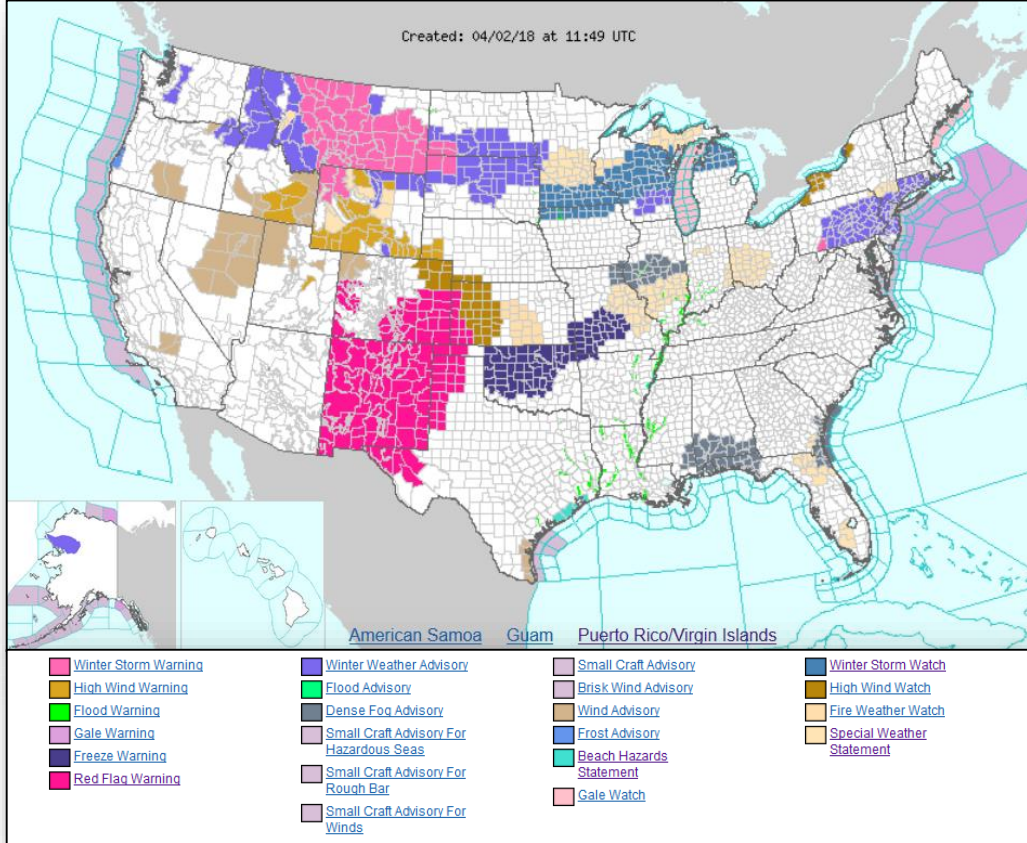 Created: 04/02/18 at 11:49 UTC
American Samoa Guam Puerto Rico/Virgin Islands
Winter Storm Warning
High Wind Warning
Flood Warning
Gale Warning
Freeze Warning
Red Flag Warning
Winter Weather Advisory
Flood Advisory
Dense Fog Advisory
Small Craft Advisory For
Hazardous Seas
Small Craft Advisory For
Rough Bar
Small Craft Advisory For
Winds
Small Craft Advisory
Brisk Wind Advisory
Wind Advisory
Frost Advisory
Beach Hazards
Statement
Gale Watch
Winter Storm Watch
High Wind Watch
Fire Weather Watch
Special Weather
Statement